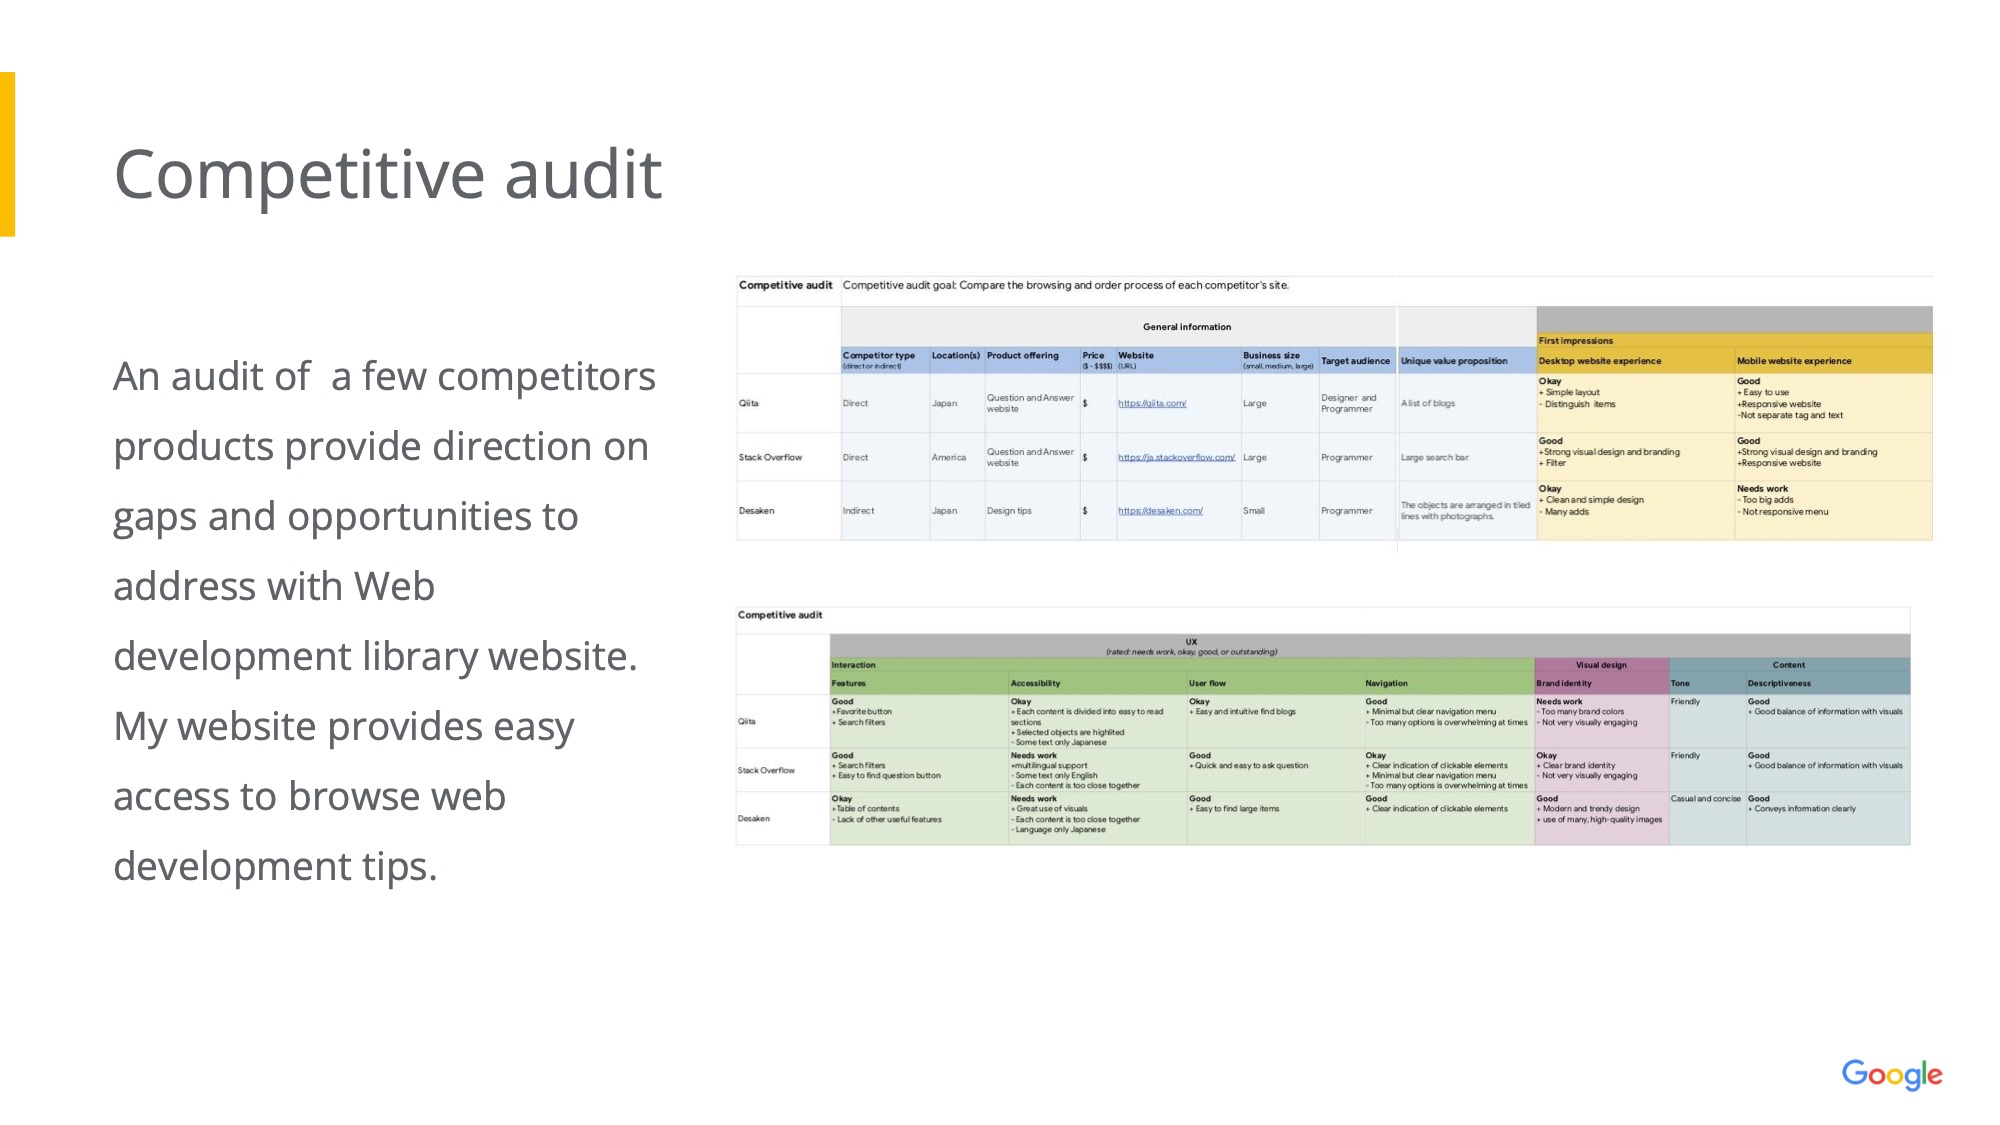 Competitive audit
An audit of  a few competitors
products provide direction on
gaps and opportunities to
address with Web
development library website.
My website provides easy
access to browse web
development tips.
Competitive audit Competitive audit goal: Compare the browsing and order process of each competitor's site.
General information
First impressions
Competitor type Location(s) Product offering Price Website Business size Target audience Unique value proposition Desktop website experience Mobile website experience
(direct or indirect) ($ - $$$$) (URL) (small, medium, large)
Qiita Direct Japan Question and Answer website $ https://qiita.com/ Large Designer and Programmer A list of blogs
Okay
+ Simple layout
- Distinguish items
Good
+ Easy to use
+Responsive website
-Not separate tag and text
Stack Overflow Direct America Question and Answer website $ https://ja.stackoverflow.com/ Large Programmer Large search bar
Good
+Strong visual design and branding
+ Filter
Good
+Strong visual design and branding
+Responsive website
Desaken Indirect Japan Design tips $ https://desaken.com/ Small Programmer The objects are arranged in tiled lines with photographs.
Okay
+ Clean and simple design
- Many adds
Needs work
- Too big adds
- Not responsive menu
Competitive audit
UX
(rated: needs work, okay, good, or outstanding)
Interaction Visual design Content
Features Accessibility User flow Navigation Brand identity Tone Descriptiveness
Qiita
Good
+Favorite button
+ Search filters
Okay
+ Each content is divided into easy to read
sections
+ Selected objects are highlited
- Some text only Japanese
Okay
+ Easy and intuitive find blogs
Good
+ Minimal but clear navigation menu
- Too many options is overwhelming at times
Needs work
- Too many brand colors
- Not very visually engaging
Friendly
Good
+ Good balance of information with visuals
Stack Overflow
Good
+ Search filters
+ Easy to find question button
Needs work
+multilingual support
- Some text only English
- Each content is too close together
Good
+ Quick and easy to ask question
Okay
+ Clear indication of clickable elements
+ Minimal but clear navigation menu
- Too many options is overwhelming at times
Okay
+ Clear brand identity
- Not very visually engaging
Friendly
Good
+ Good balance of information with visuals
Desaken
Okay
+Table of contents
- Lack of other useful features
Needs work
+ Great use of visuals
- Each content is too close together
- Language only Japanese
Good
+ Easy to find large items
Good
+ Clear indication of clickable elements
Good
+ Modern and trendy design
+ use of many, high-quality images
Casual and concise
Good
+ Conveys information clearly
Google